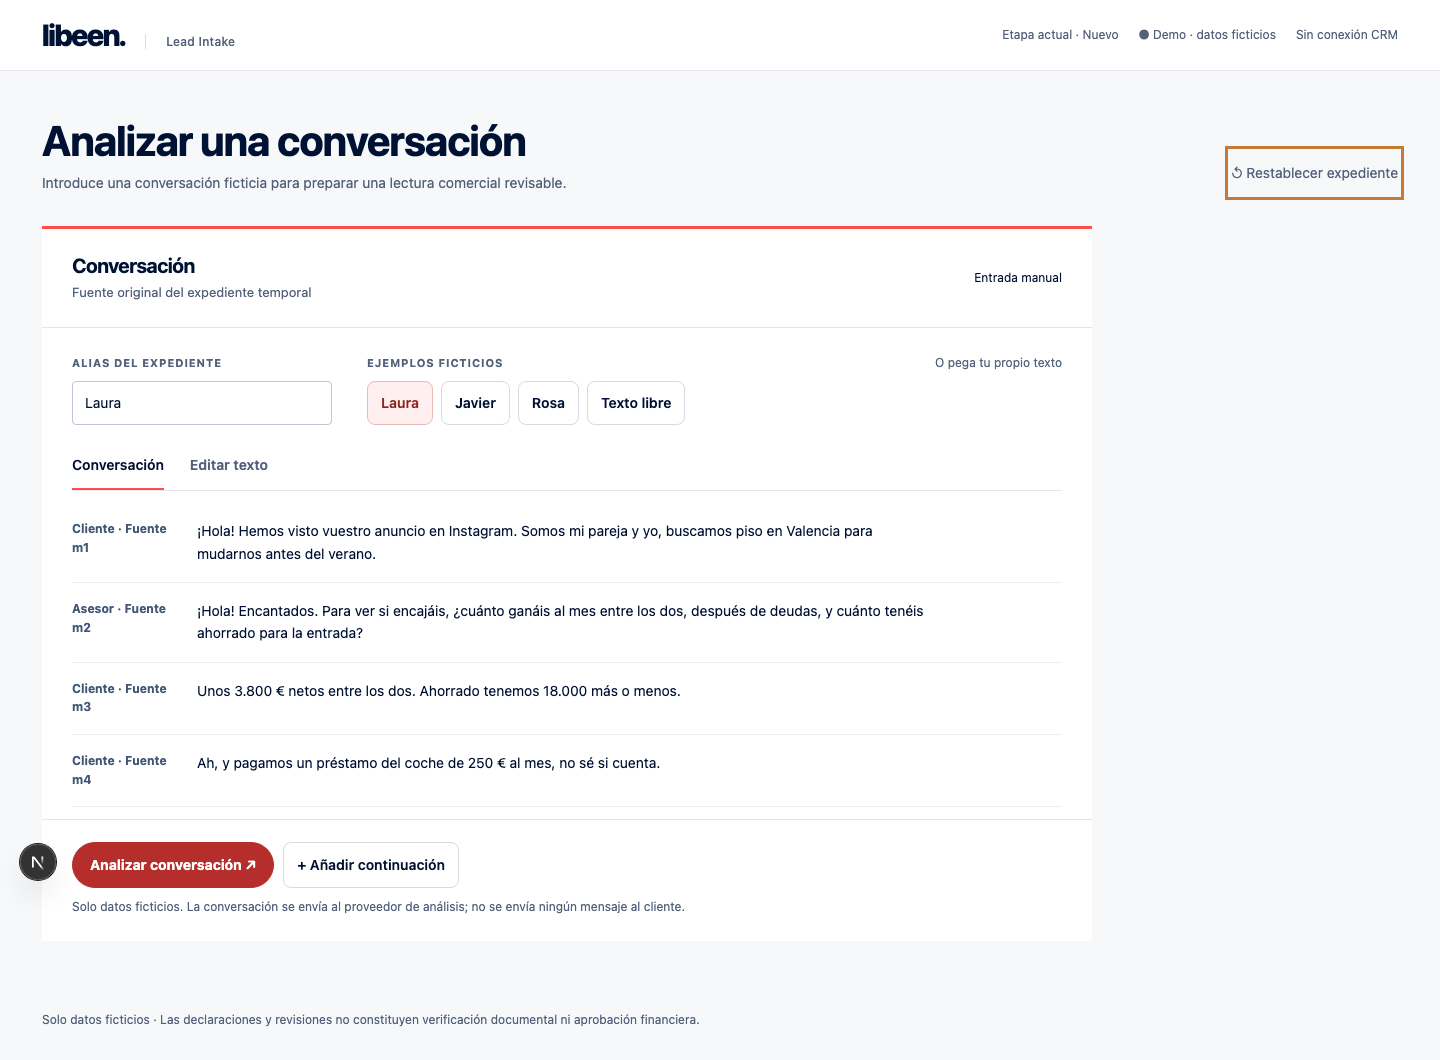 libeen.
Lead Intake
Etapa actual · Nuevo
Demo · datos ficticios
Sin conexión CRM
Analizar una conversación
Introduce una conversación ficticia para preparar una lectura comercial revisable.
↺ Restablecer expediente
Conversación
Fuente original del expediente temporal
Entrada manual
ALIAS DEL EXPEDIENTE
Laura
EJEMPLOS FICTICIOS
O pega tu propio texto
Laura
Javier
Rosa
Texto libre
Conversación
Editar texto
Cliente · Fuente
m1
¡Hola! Hemos visto vuestro anuncio en Instagram. Somos mi pareja y yo, buscamos piso en Valencia para
mudarnos antes del verano.
Asesor · Fuente
m2
¡Hola! Encantados. Para ver si encajáis, ¿cuánto ganáis al mes entre los dos, después de deudas, y cuánto tenéis
ahorrado para la entrada?
Cliente · Fuente
m3
Unos 3.800 € netos entre los dos. Ahorrado tenemos 18.000 más o menos.
Cliente · Fuente
m4
Ah, y pagamos un préstamo del coche de 250 € al mes, no sé si cuenta.
N
Analizar conversación ↗
+ Añadir continuación
Solo datos ficticios. La conversación se envía al proveedor de análisis; no se envía ningún mensaje al cliente.
Solo datos ficticios · Las declaraciones y revisiones no constituyen verificación documental ni aprobación financiera.